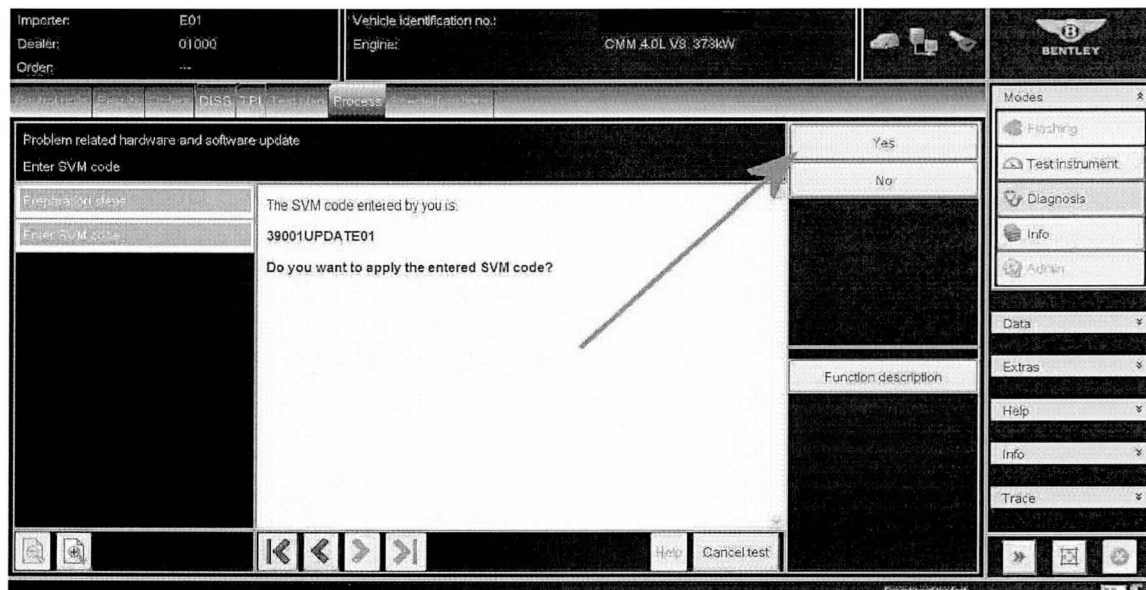 Importer: E01
Dealer: 01000
Order: ---
Vehicle identification no.:
Engine: CMM 4.0L V8 373kW
BENTLEY
DISS TPI Process
Problem related hardware and software update
Enter SVM code
Preparation steps
Enter SVM code
The SVM code entered by you is:
39001UPDATE01
Do you want to apply the entered SVM code?
Yes
No
Function description
Help
Cancel test
Modes
Flashing
Test instrument
Diagnosis
Info
Admin
Data
Extras
Help
Info
Trace